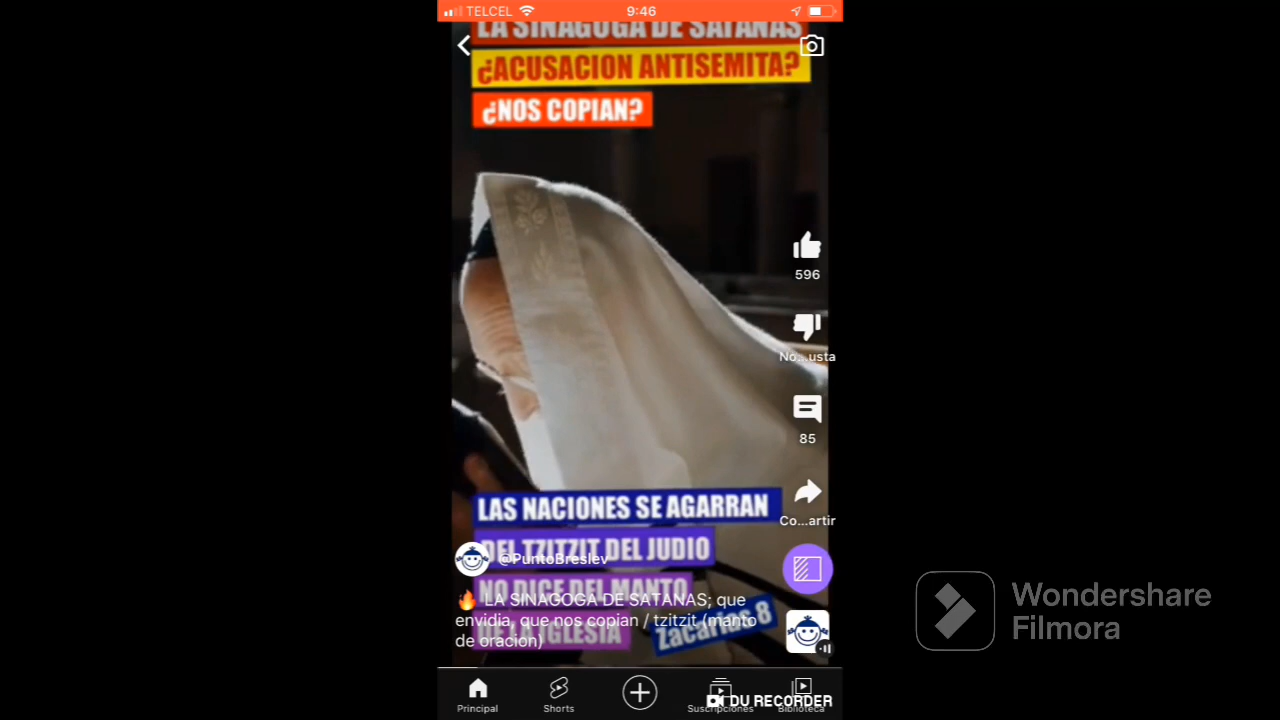 TELCEL
9:46
LA SINAGOGA DE SATANAS
¿ACUSACION ANTISEMITA?
¿NOS COPIAN?
596
No...usta
85
Co...artir
LAS NACIONES SE AGARRAN
DEL TZITZIT DEL JUDIO
@PuntoBreslev
NO DICE DEL MANTO
DE LA IGLESIA
Zacarias 8
🔥 LA SINAGOGA DE SATANAS; que
envidia, que nos copian / tzitzit (manto
de oracion)
Principal
Shorts
Suscripciones
Biblioteca
DU RECORDER
Wondershare
Filmora